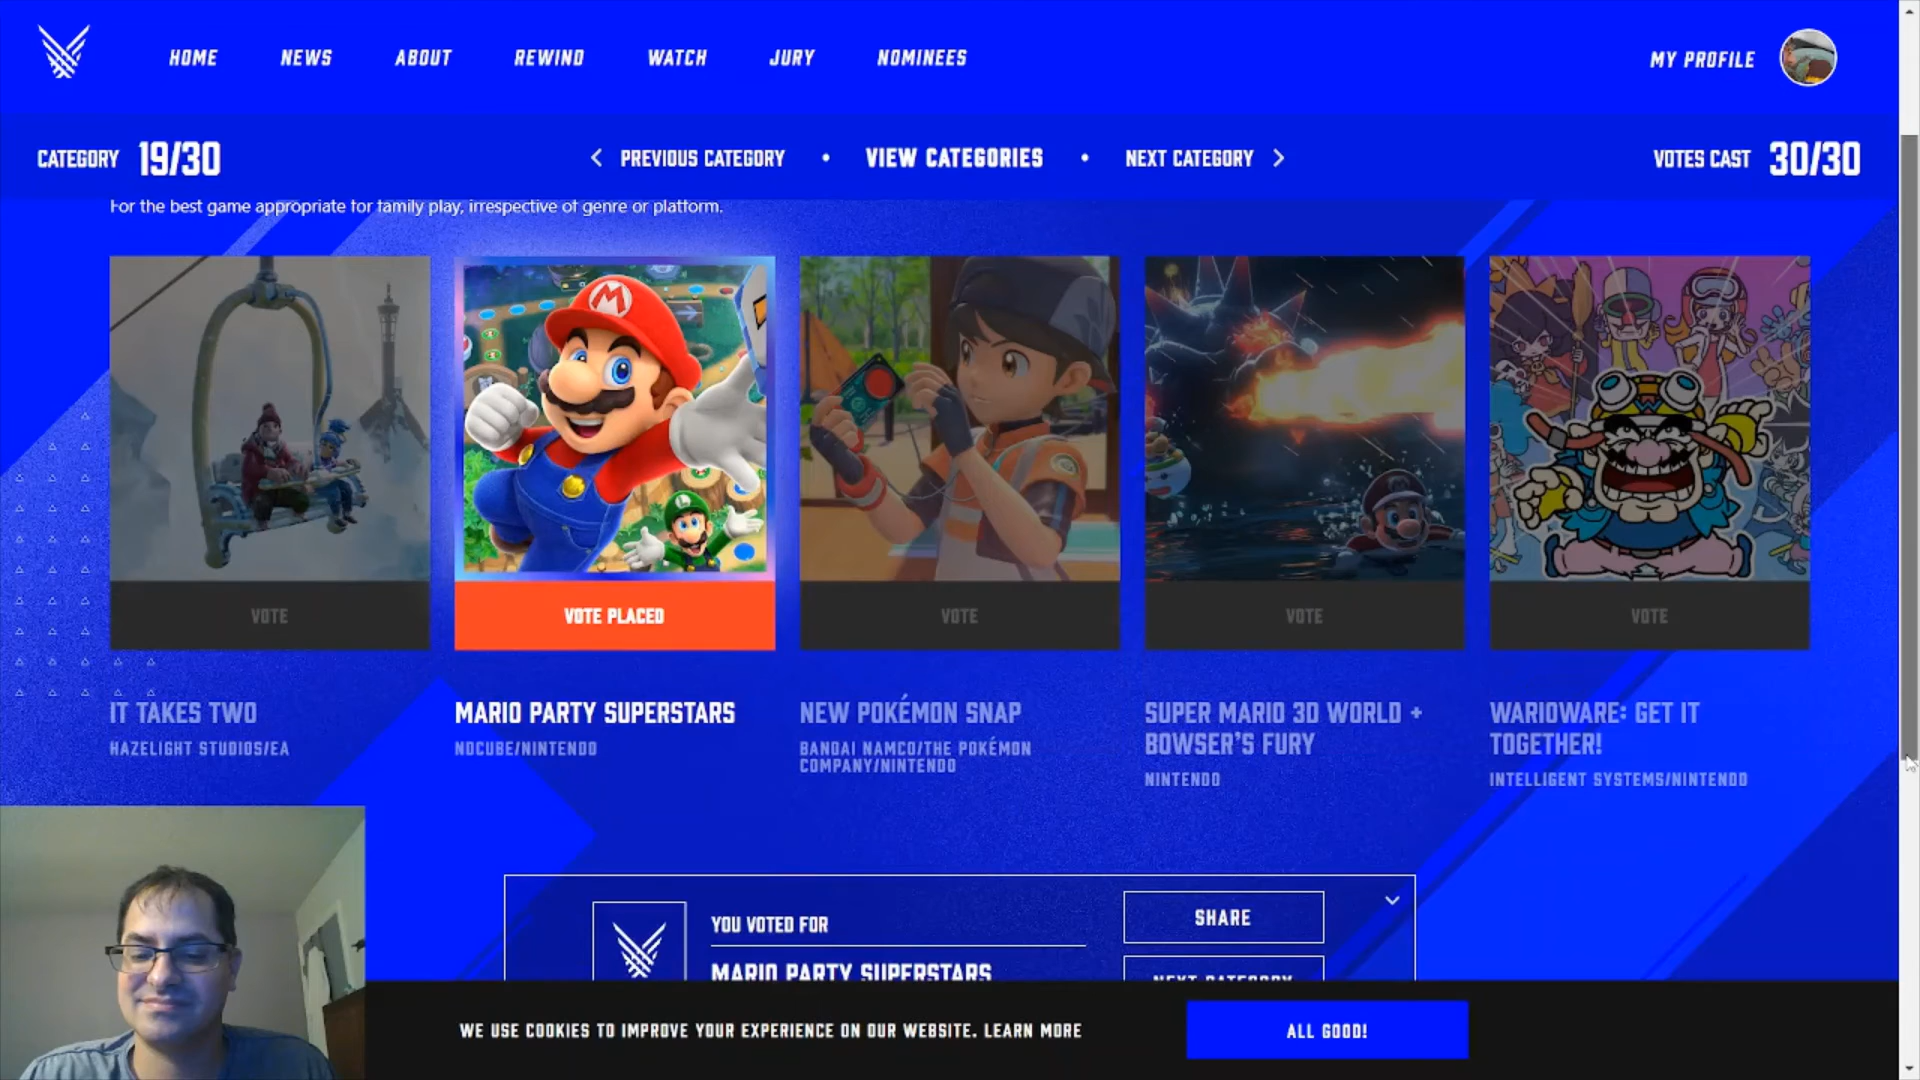 HOME NEWS ABOUT REWIND WATCH JURY NOMINEES MY PROFILE
CATEGORY 19/30 PREVIOUS CATEGORY • VIEW CATEGORIES • NEXT CATEGORY VOTES CAST 30/30
For the best game appropriate for family play, irrespective of genre or platform.
M
VOTE VOTE PLACED VOTE VOTE VOTE
IT TAKES TWO
HAZELIGHT STUDIOS/EA
MARIO PARTY SUPERSTARS
NDCUBE/NINTENDO
NEW POKÉMON SNAP
BANDAI NAMCO/THE POKÉMON
COMPANY/NINTENDO
SUPER MARIO 3D WORLD +
BOWSER'S FURY
NINTENDO
WARIOWARE: GET IT
TOGETHER!
INTELLIGENT SYSTEMS/NINTENDO
YOU VOTED FOR
MARIO PARTY SUPERSTARS
SHARE
NEXT CATEGORY
WE USE COOKIES TO IMPROVE YOUR EXPERIENCE ON OUR WEBSITE. LEARN MORE
ALL GOOD!